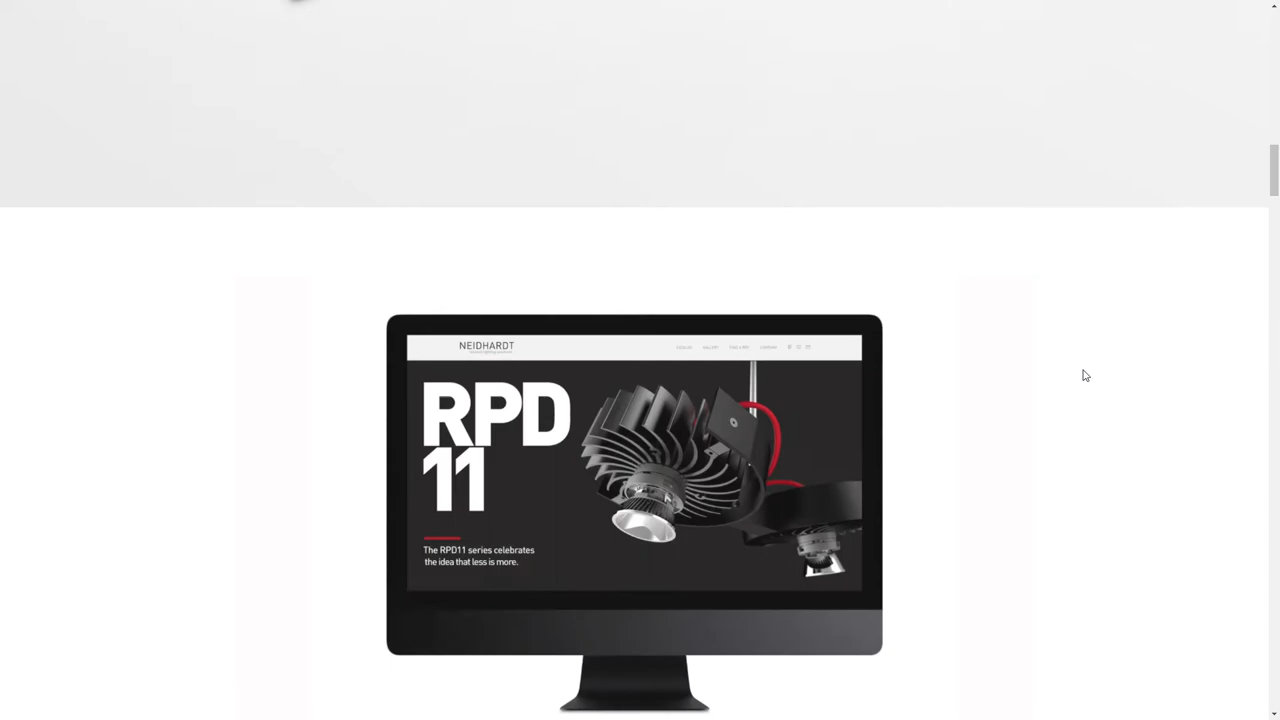 NEIDHARDT
RPD
11
The RPD11 series celebrates
the idea that less is more.